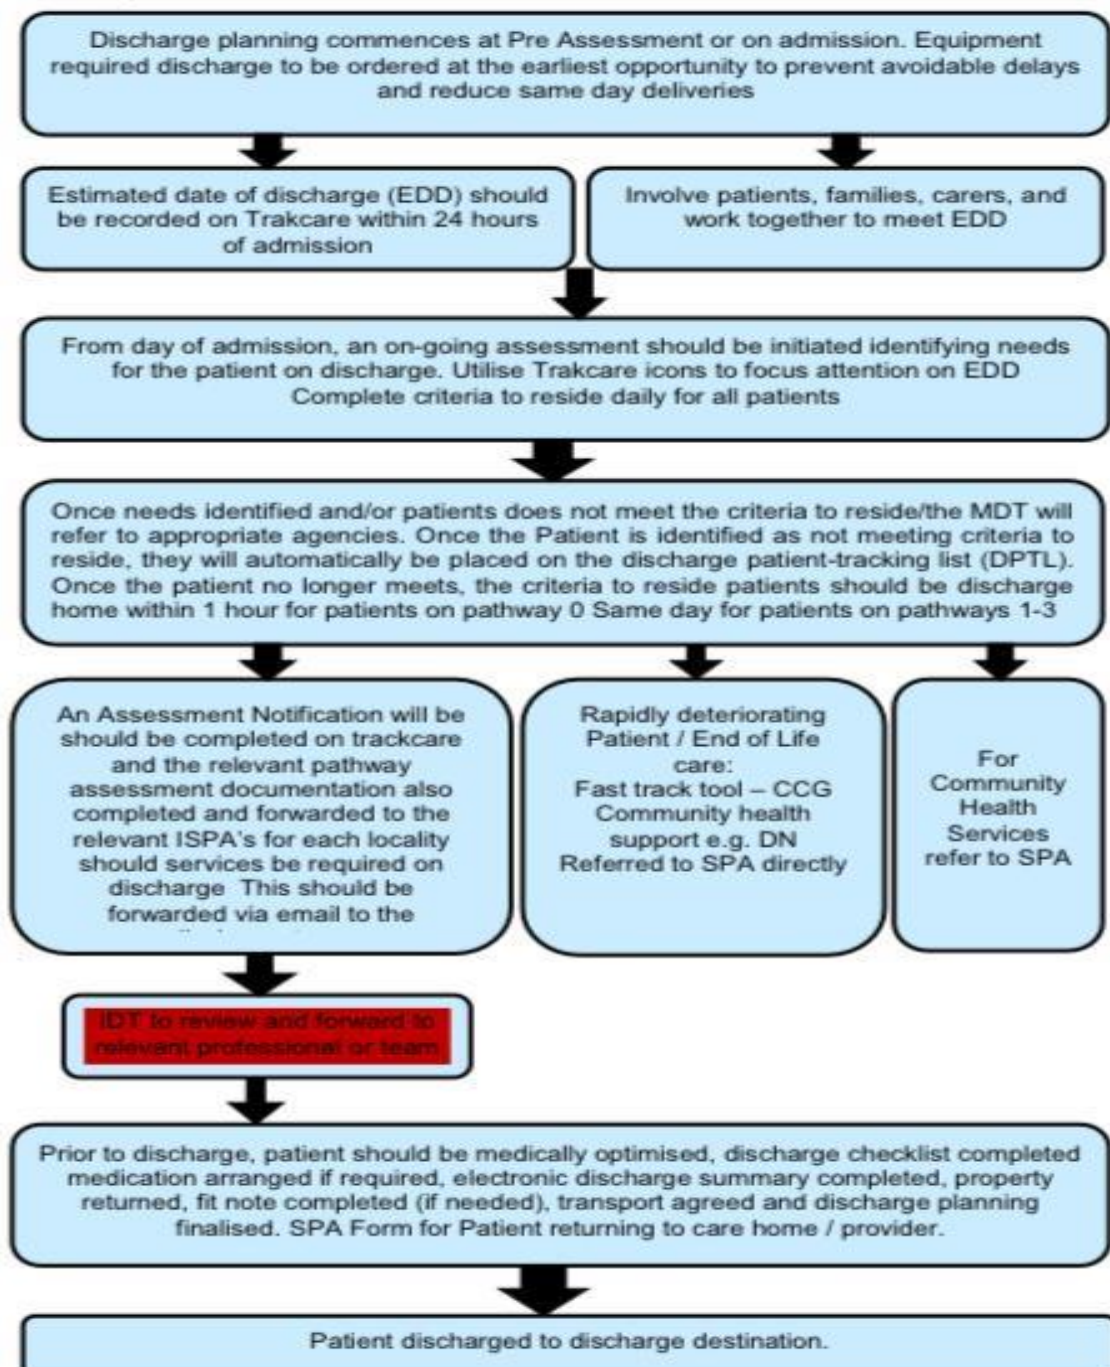 Discharge planning commences at Pre Assessment or on admission. Equipment
required discharge to be ordered at the earliest opportunity to prevent avoidable delays
and reduce same day deliveries
Estimated date of discharge (EDD) should
be recorded on Trakcare within 24 hours
of admission
Involve patients, families, carers, and
work together to meet EDD
From day of admission, an on-going assessment should be initiated identifying needs
for the patient on discharge. Utilise Trakcare icons to focus attention on EDD
Complete criteria to reside daily for all patients
Once needs identified and/or patients does not meet the criteria to reside/the MDT will
refer to appropriate agencies. Once the Patient is identified as not meeting criteria to
reside, they will automatically be placed on the discharge patient-tracking list (DPTL).
Once the patient no longer meets, the criteria to reside patients should be discharge
home within 1 hour for patients on pathway 0 Same day for patients on pathways 1-3
An Assessment Notification will be
should be completed on trackcare
and the relevant pathway
assessment documentation also
completed and forwarded to the
relevant ISPA's for each locality
should services be required on
discharge This should be
forwarded via email to the
Rapidly deteriorating
Patient / End of Life
care:
Fast track tool – CCG
Community health
support e.g. DN
Referred to SPA directly
For
Community
Health
Services
refer to SPA
IDT to review and forward to
relevant professional or team
Prior to discharge, patient should be medically optimised, discharge checklist completed
medication arranged if required, electronic discharge summary completed, property
returned, fit note completed (if needed), transport agreed and discharge planning
finalised. SPA Form for Patient returning to care home / provider.
Patient discharged to discharge destination.